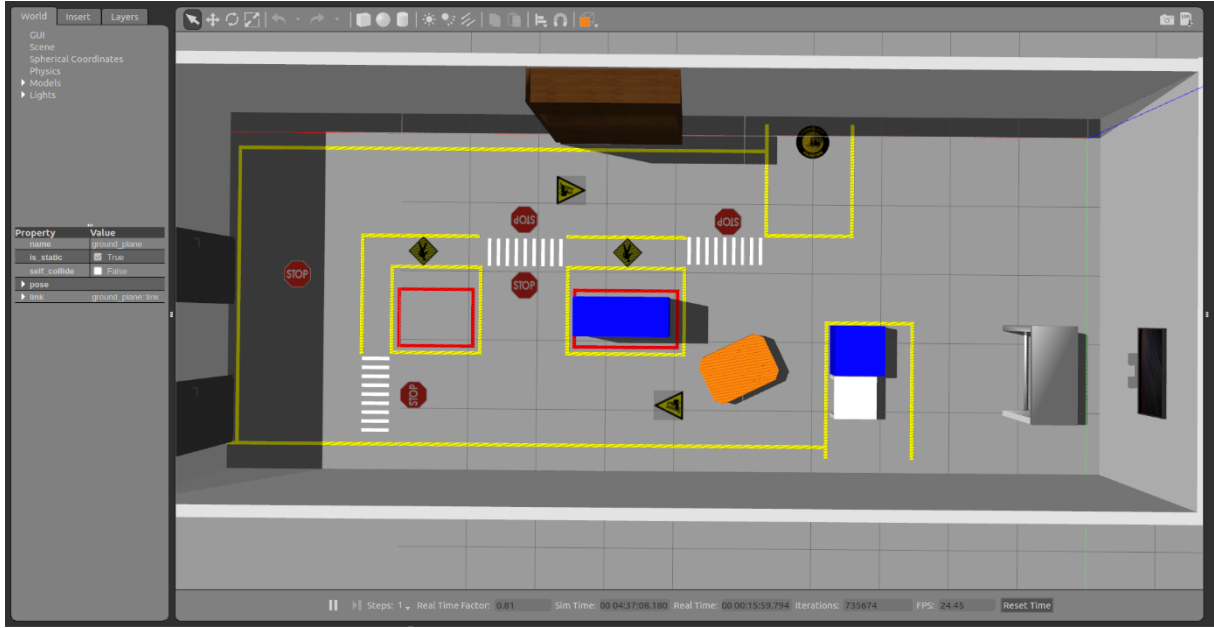 World Insert Layers
GUI
Scene
Spherical Coordinates
Physics
Models
Lights
Property Value
name ground_plane
is_static True
self_collide False
pose
link ground_plane::link
STOP
STOP
STOP
STOP
STOP
Steps: 1 Real Time Factor: 0.81 Sim Time: 00 04:37:08.180 Real Time: 00 00:15:59.794 Iterations: 735674 FPS: 24.45 Reset Time